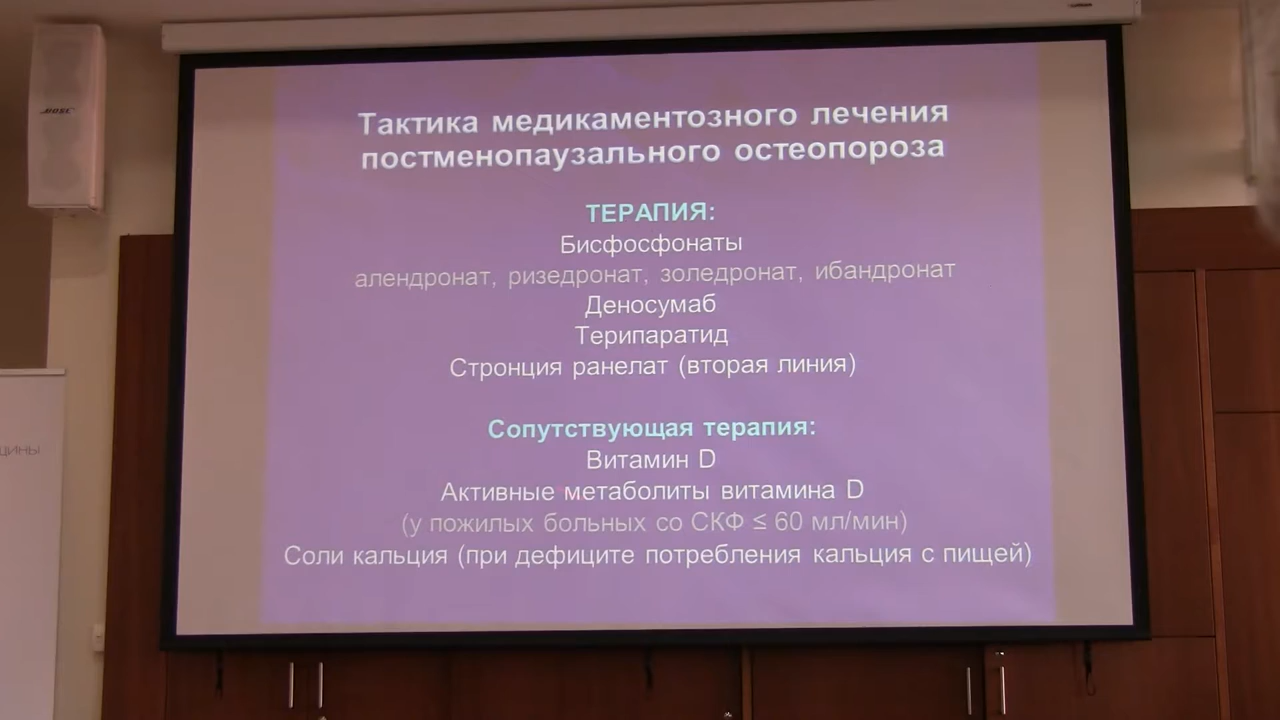 BOSE
Тактика медикаментозного лечения
постменопаузального остеопороза
ТЕРАПИЯ:
Бисфосфонаты
алендронат, ризедронат, золедронат, ибандронат
Деносумаб
Терипаратид
Стронция ранелат (вторая линия)
Сопутствующая терапия:
Витамин D
Активные метаболиты витамина D
(у пожилых больных со СКФ ≤ 60 мл/мин)
Соли кальция (при дефиците потребления кальция с пищей)